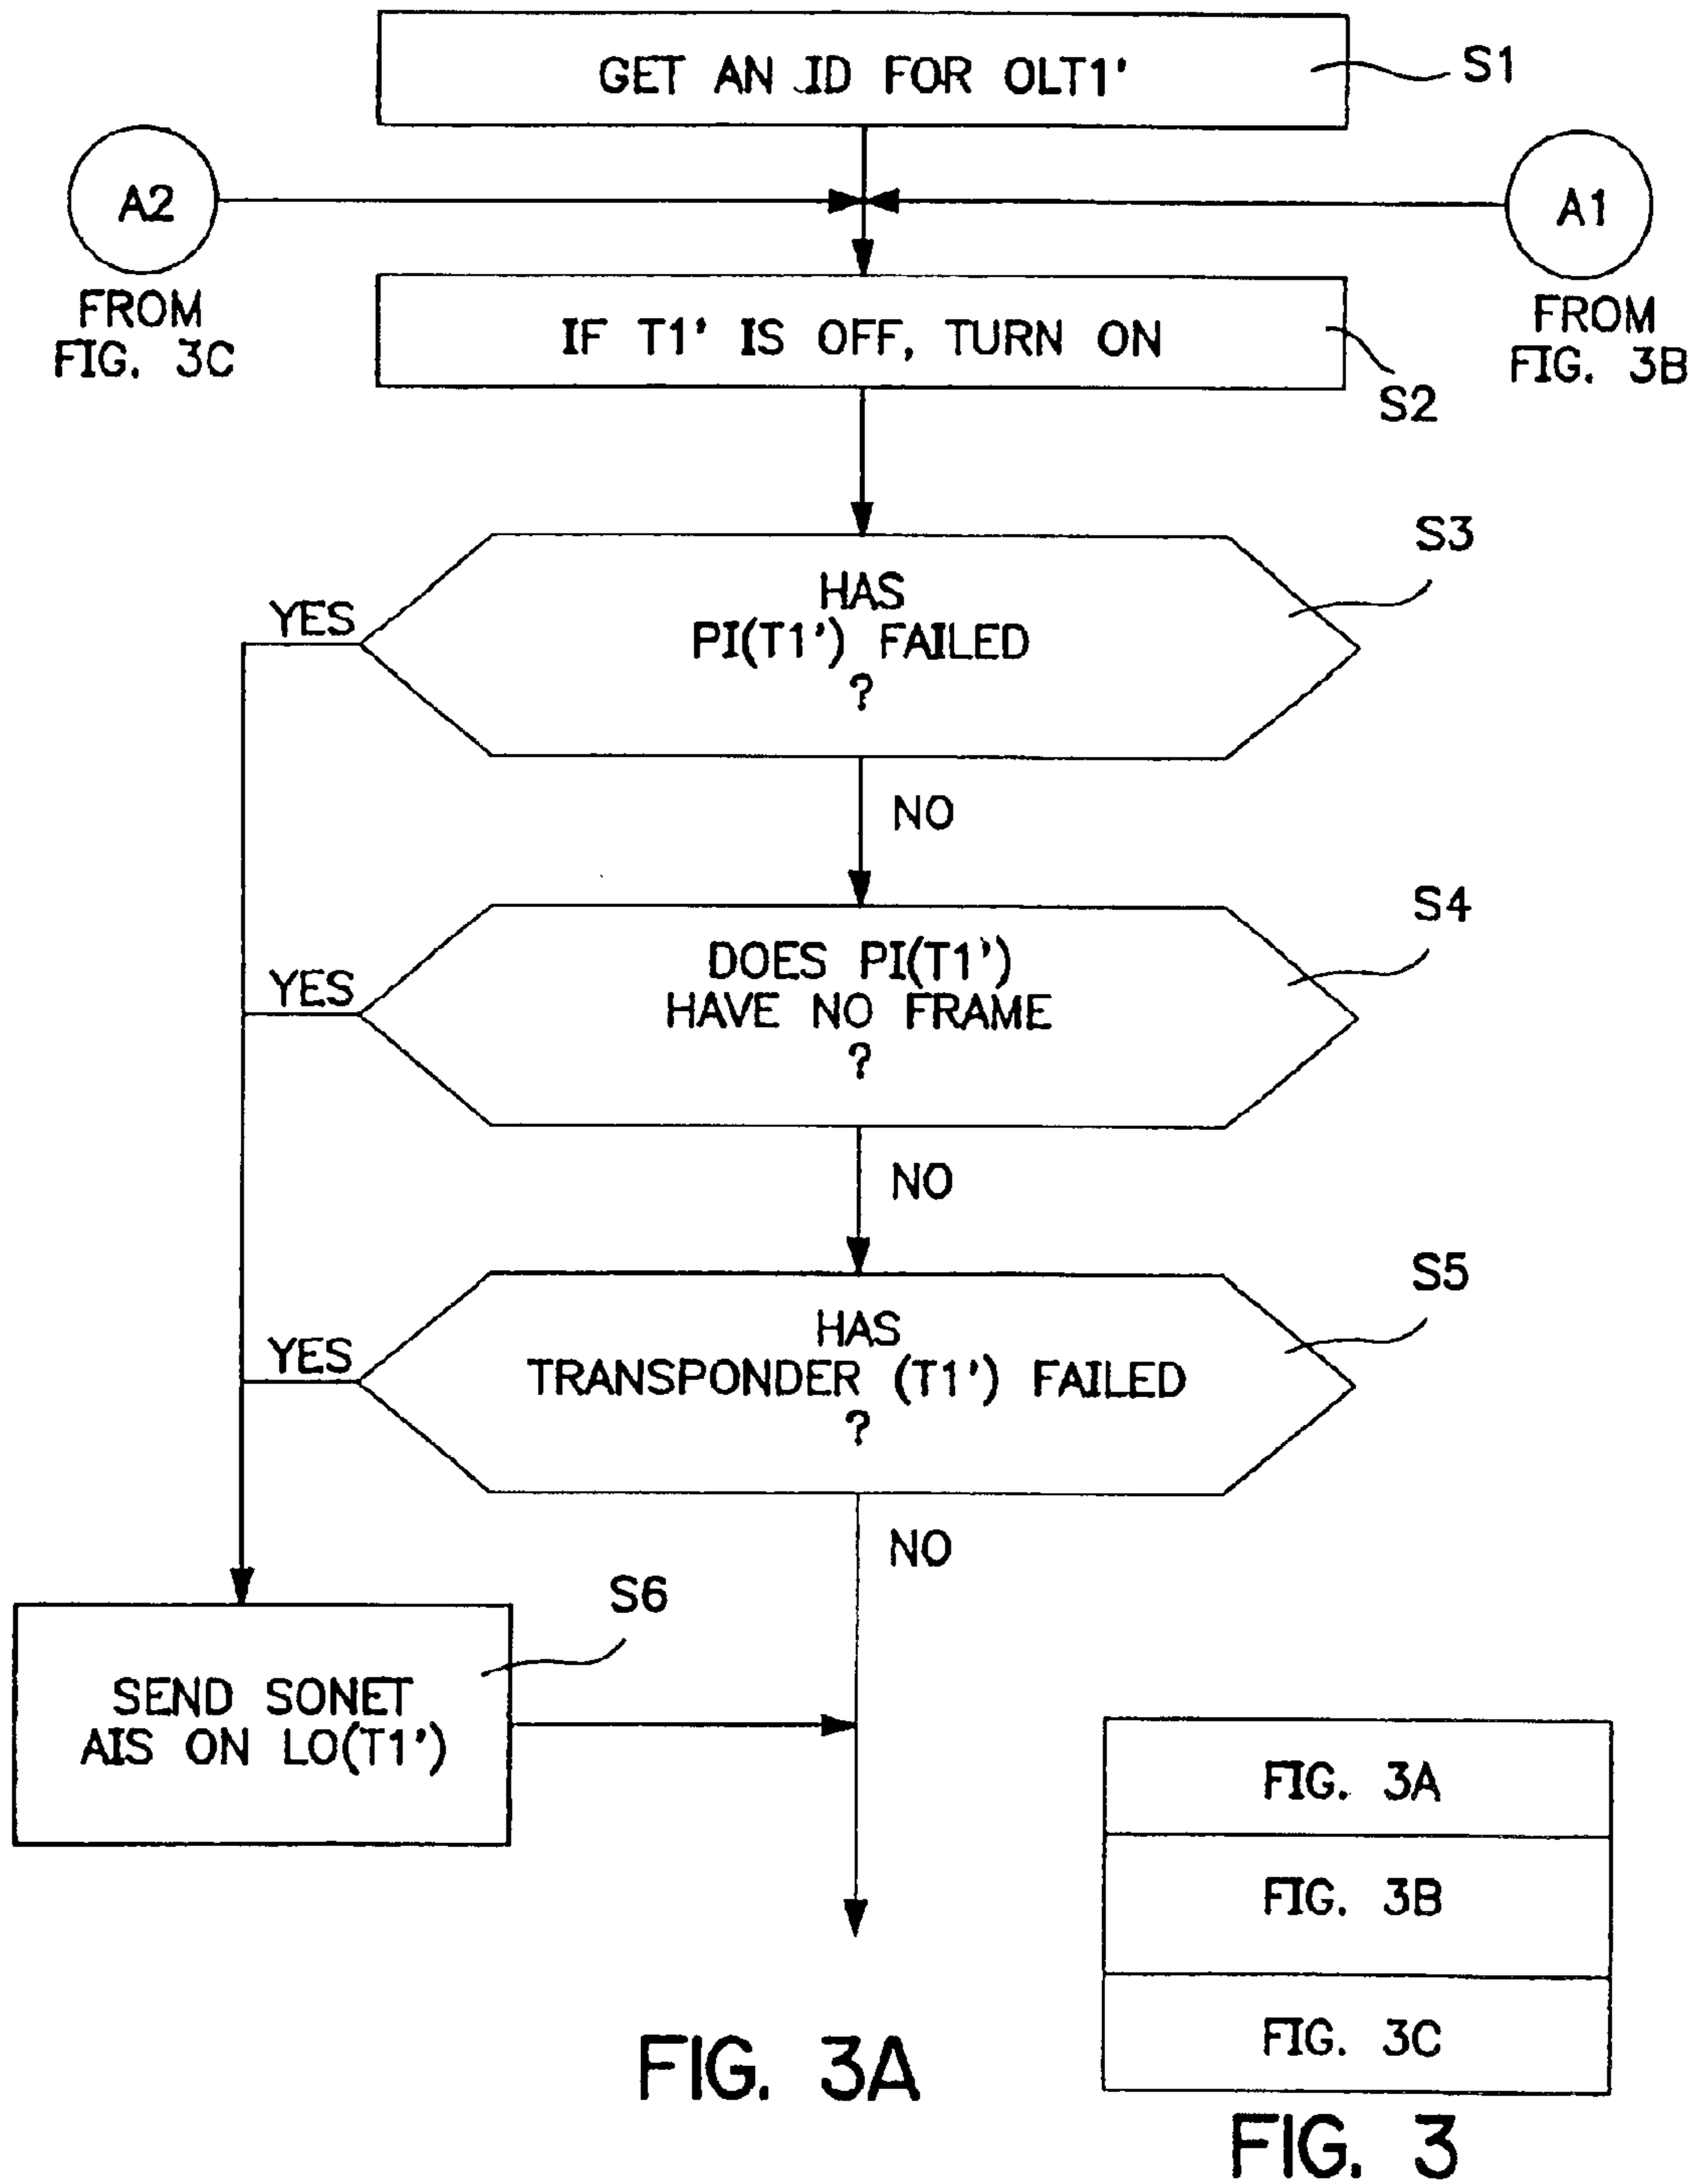 GET AN ID FOR OLT1'
S1
A2
A1
FROM
FIG. 3C
FROM
FIG. 3B
IF T1' IS OFF, TURN ON
S2
S3
HAS
PI(T1') FAILED
?
YES
NO
S4
DOES PI(T1')
HAVE NO FRAME
?
YES
NO
S5
HAS
TRANSPONDER (T1') FAILED
?
YES
NO
S6
SEND SONET
AIS ON LO(T1')
FIG. 3A
FIG. 3B
FIG. 3C
FIG. 3A
FIG. 3